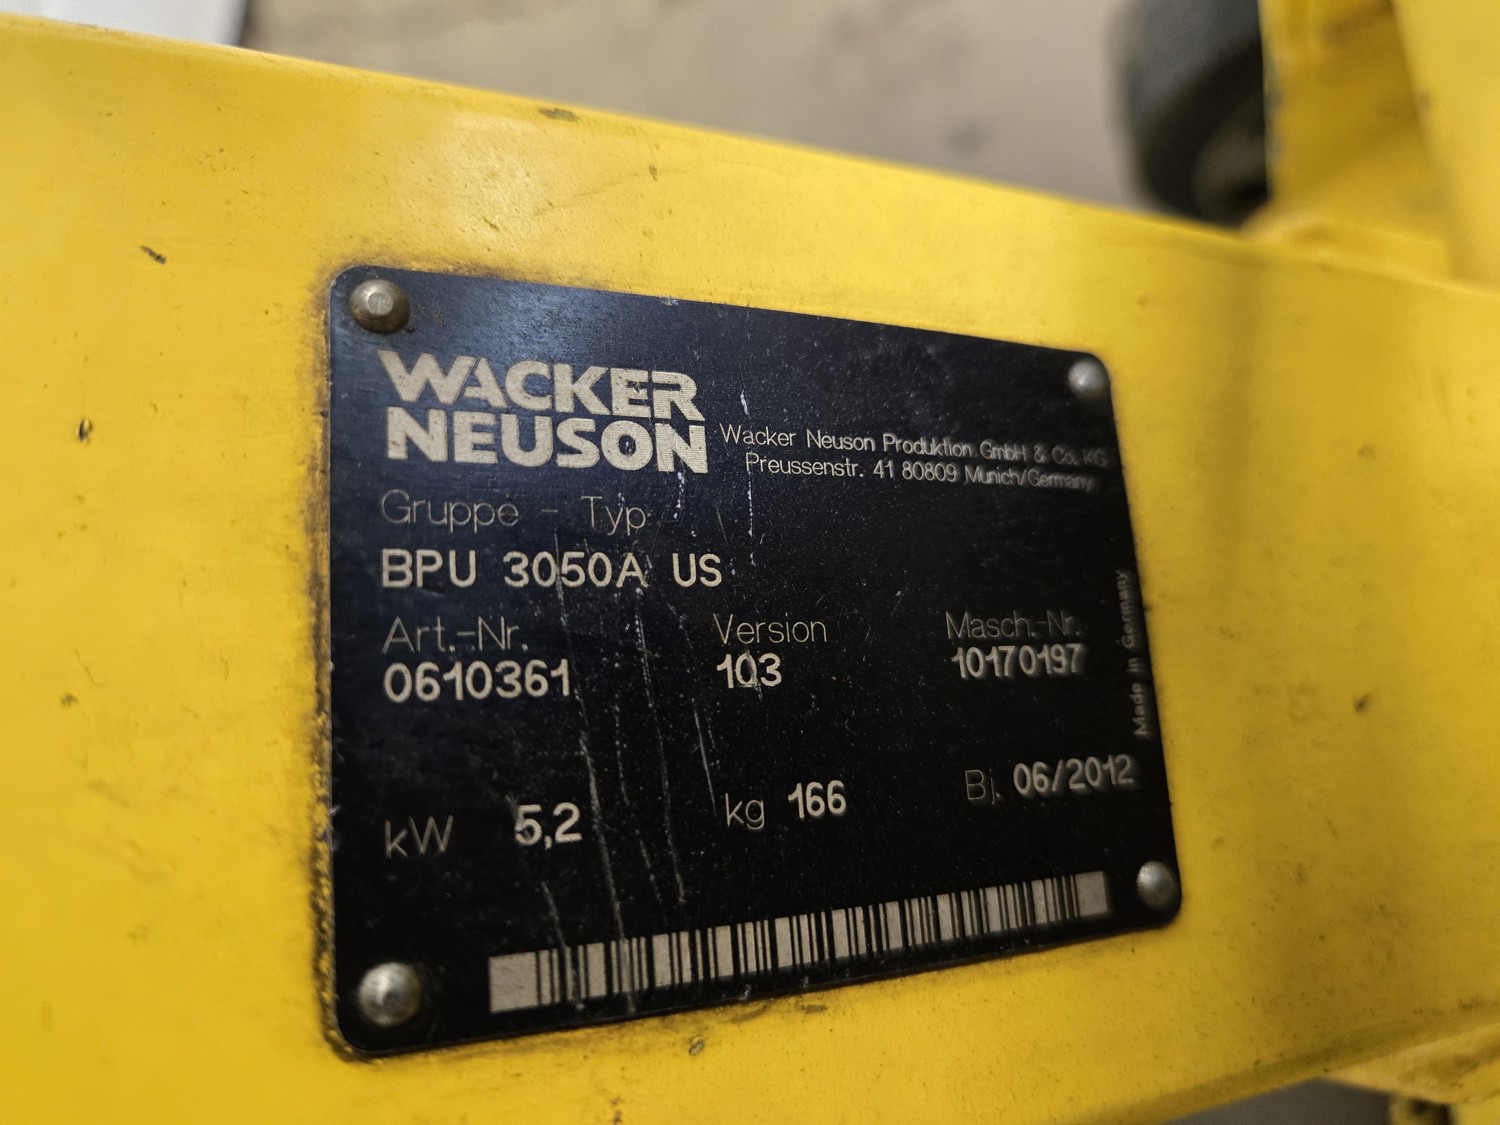 WACKER
NEUSON
Wacker Neuson Produktion GmbH & Co. KG
Preussenstr. 41 80809 Munich/Germany
Gruppe - Typ
BPU 3050A US
Art.-Nr. Version Masch.-Nr.
0610361 103 10170197
kW 5,2 kg 166 Bj. 06/2012
Made in Germany